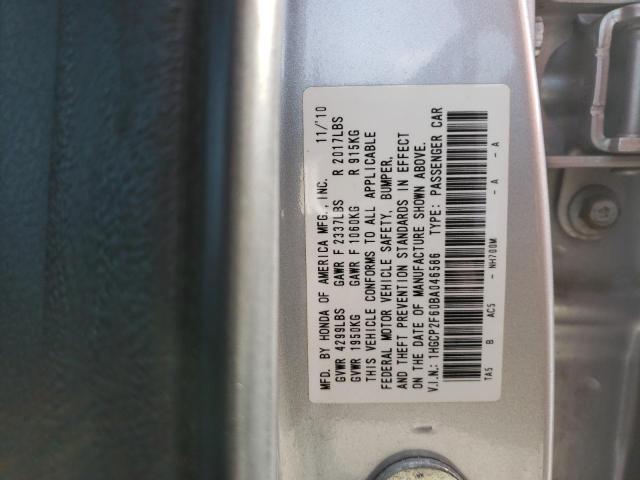 MFD. BY HONDA OF AMERICA MFG., INC. 11/'10
GVWR 4299LBS GAWR F 2337LBS R 2017LBS
GVWR 1950KG GAWR F 1060KG R 915KG
THIS VEHICLE CONFORMS TO ALL APPLICABLE
FEDERAL MOTOR VEHICLE SAFETY, BUMPER,
AND THEFT PREVENTION STANDARDS IN EFFECT
ON THE DATE OF MANUFACTURE SHOWN ABOVE.
V.I.N.: 1HGCP2F60BA046586 TYPE: PASSENGER CAR
TA5 B AC5 - NH700M - A - A